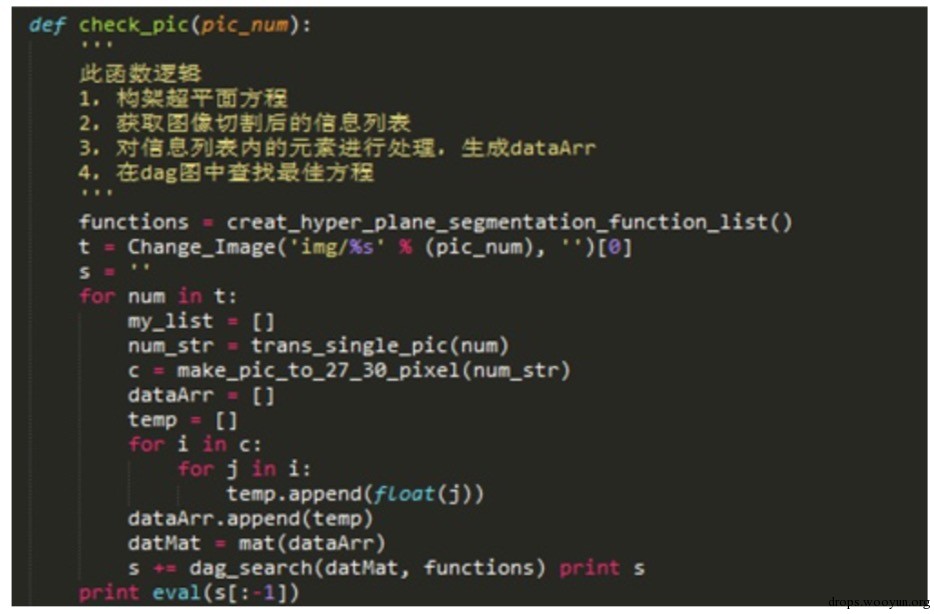 def check_pic(pic_num):
    '''
    此函数逻辑
    1. 构架超平面方程
    2. 获取图像切割后的信息列表
    3. 对信息列表内的元素进行处理，生成dataArr
    4. 在dag图中查找最佳方程
    '''
    functions = creat_hyper_plane_segmentation_function_list()
    t = Change_Image('img/%s' % (pic_num), '')[0]
    s = ''
    for num in t:
        my_list = []
        num_str = trans_single_pic(num)
        c = make_pic_to_27_30_pixel(num_str)
        dataArr = []
        temp = []
        for i in c:
            for j in i:
                temp.append(float(j))
        dataArr.append(temp)
        datMat = mat(dataArr)
        s += dag_search(datMat, functions) print s
    print eval(s[:-1])
drops.wooyun.org